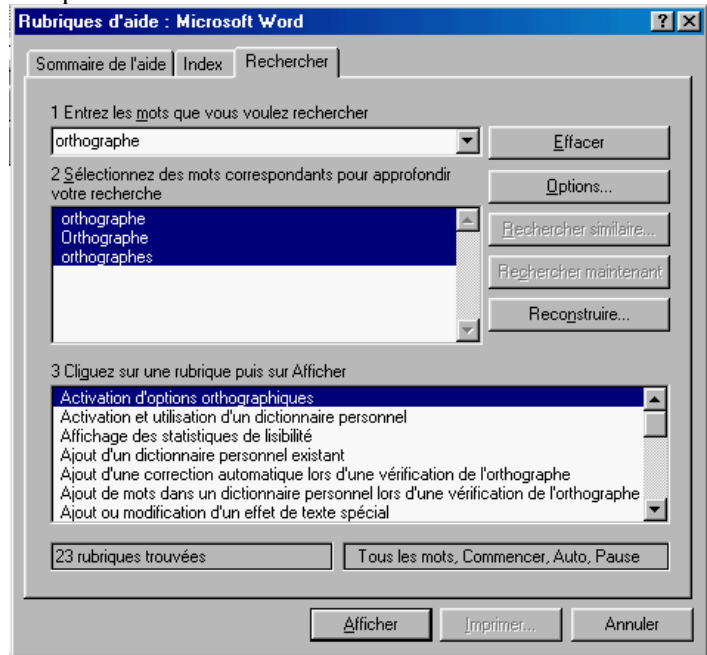 Rubriques d'aide : Microsoft Word
Sommaire de l'aide Index Rechercher
1 Entrez les mots que vous voulez rechercher
orthographe
Effacer
2 Sélectionnez des mots correspondants pour approfondir
votre recherche
Options...
orthographe
Orthographe
orthographes
Rechercher similaire...
Rechercher maintenant
Reconstruire...
3 Cliquez sur une rubrique puis sur Afficher
Activation d'options orthographiques
Activation et utilisation d'un dictionnaire personnel
Affichage des statistiques de lisibilité
Ajout d'un dictionnaire personnel existant
Ajout d'une correction automatique lors d'une vérification de l'orthographe
Ajout de mots dans un dictionnaire personnel lors d'une vérification de l'orthographe
Ajout ou modification d'un effet de texte spécial
23 rubriques trouvées
Tous les mots, Commencer, Auto, Pause
Afficher Imprimer... Annuler